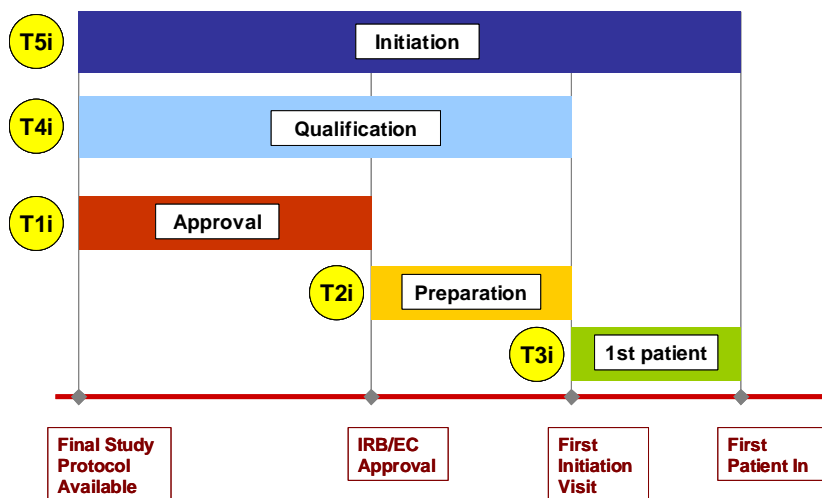 T5i
Initiation
T4i
Qualification
T1i
Approval
T2i
Preparation
T3i
1st patient
Final Study
Protocol
Available
IRB/EC
Approval
First
Initiation
Visit
First
Patient In